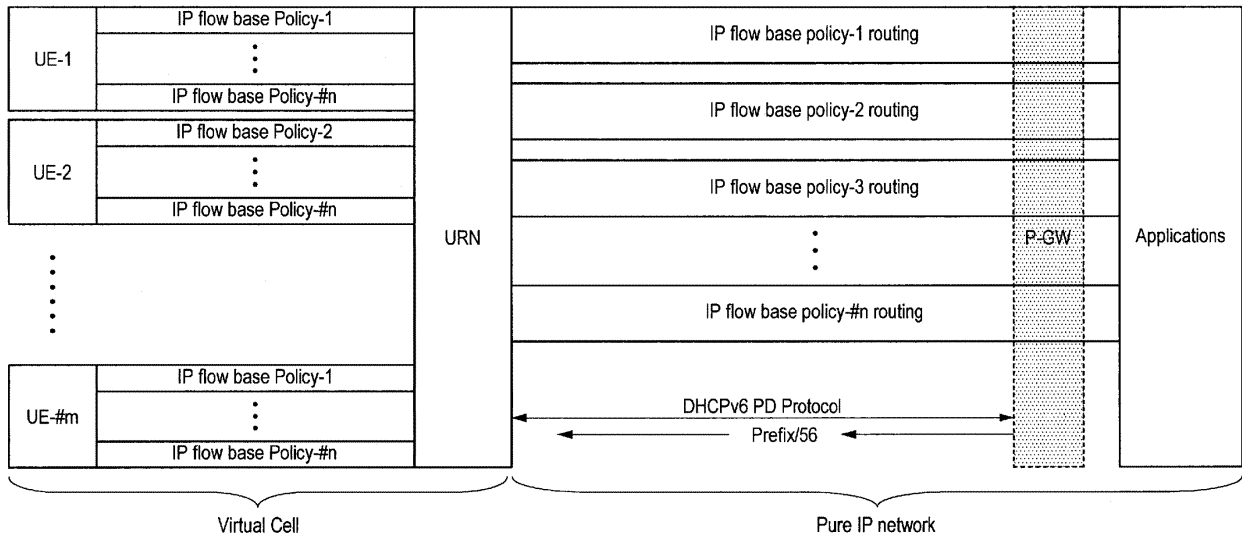 IP flow base Policy-1
UE-1
IP flow base Policy-#n
IP flow base Policy-2
UE-2
IP flow base Policy-#n
UE-#m
IP flow base Policy-1
IP flow base Policy-#n
URN
IP flow base policy-1 routing
IP flow base policy-2 routing
IP flow base policy-3 routing
IP flow base policy-#n routing
P-GW
Applications
DHCPv6 PD Protocol
Prefix/56
Virtual Cell
Pure IP network